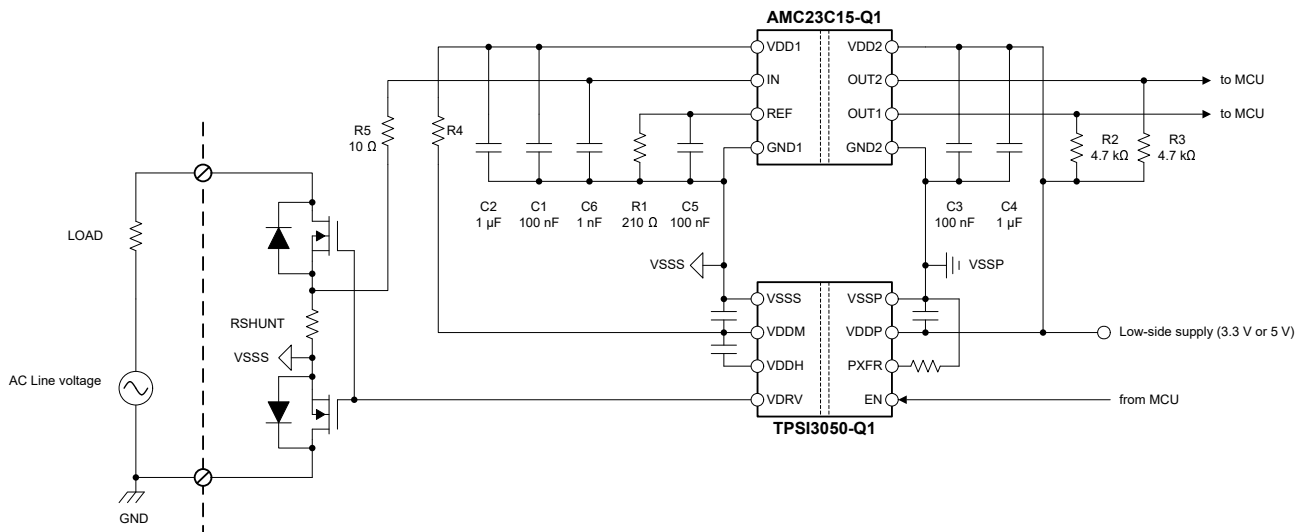 AMC23C15-Q1
VDD1
VDD2
IN
OUT2
to MCU
REF
OUT1
to MCU
GND1
GND2
R5
10 Ω
R4
R2
4.7 kΩ
R3
4.7 kΩ
C2
1 µF
C1
100 nF
C6
1 nF
R1
210 Ω
C5
100 nF
C3
100 nF
C4
1 µF
LOAD
VSSS
VSSP
RSHUNT
VSSS
AC Line voltage
GND
VSSS
VSSP
VDDM
VDDP
Low-side supply (3.3 V or 5 V)
VDDH
PXFR
VDRV
EN
from MCU
TPSI3050-Q1